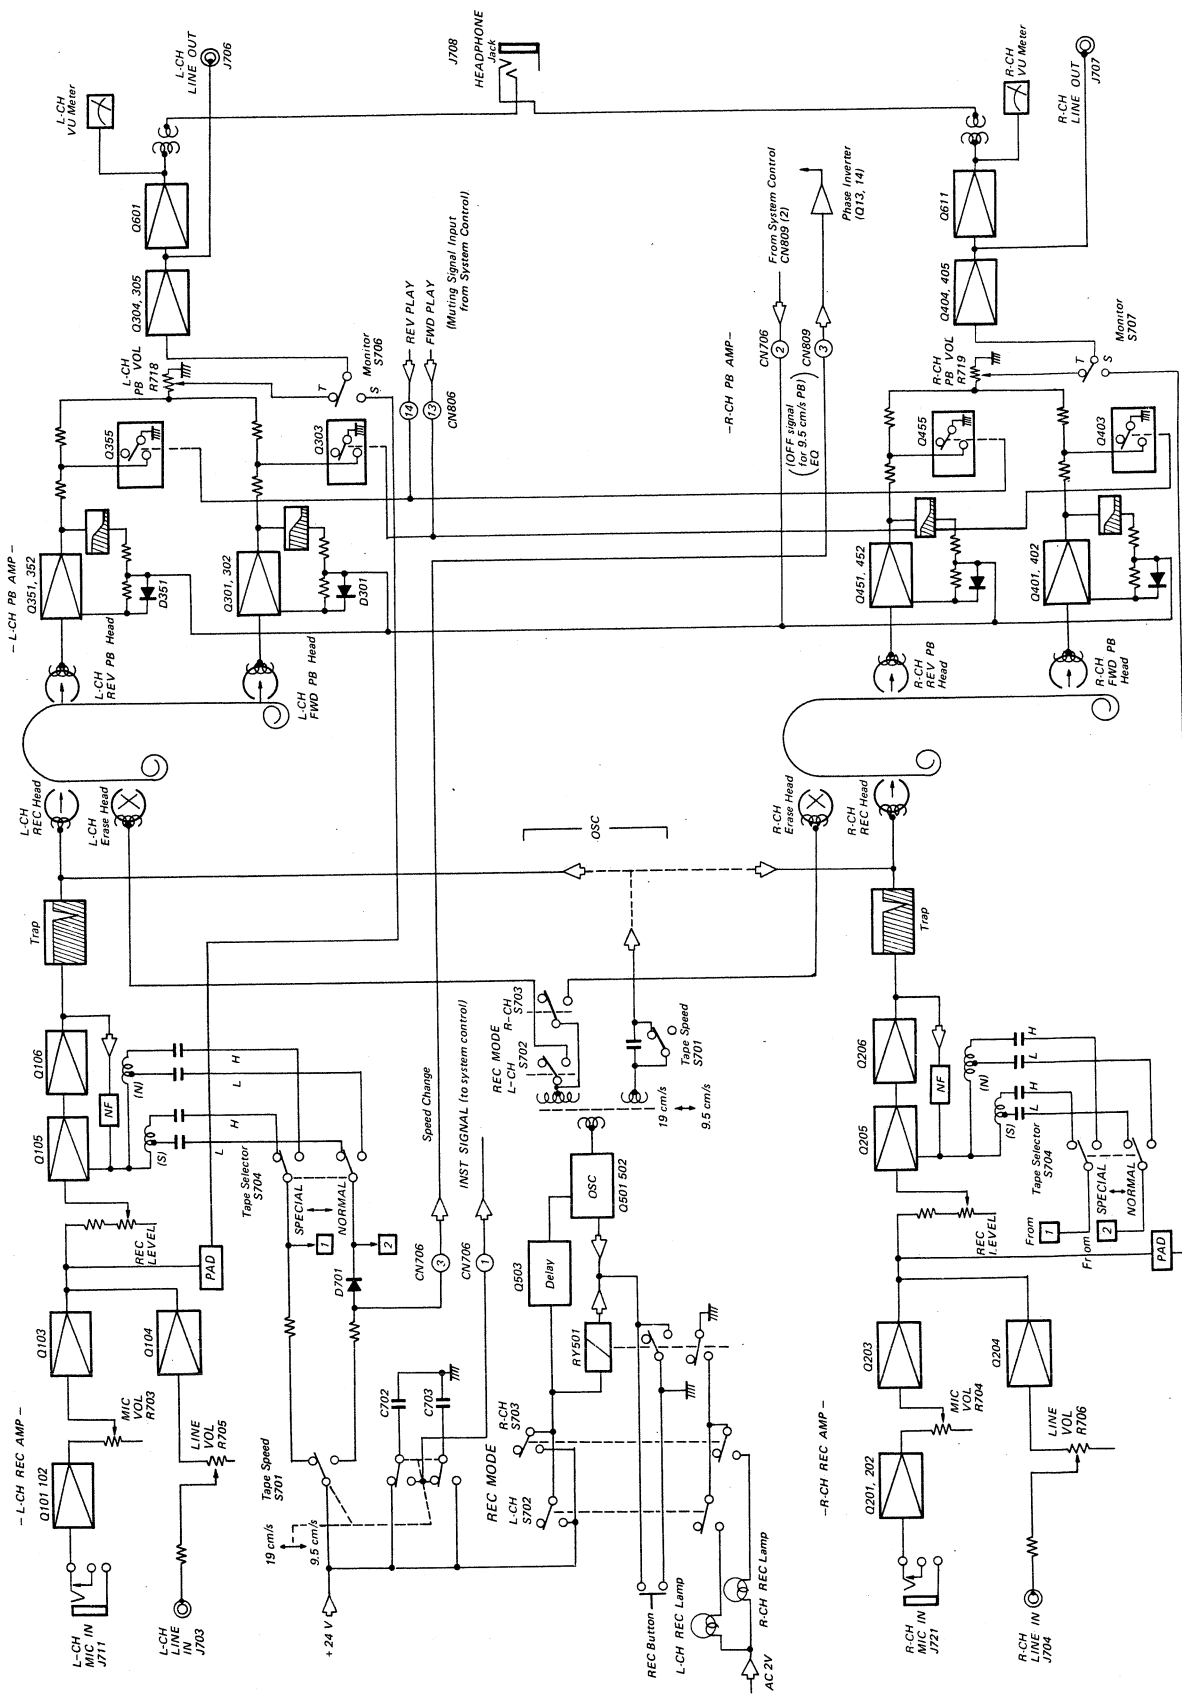 – L-CH REC AMP –
L-CH
MIC IN
J711
Q101 102
MIC
VOL
R703
Q103
L-CH
LINE
IN
J703
LINE
VOL
R705
Q104
REC
LEVEL
PAD
Q105
Q106
NF
(N)
(S)
H
L
H
L
Trap
L-CH
REC Head
L-CH
Erase Head
– L-CH PB AMP –
L-CH
REV PB Head
Q351, 352
D351
Q355
L-CH
FWD PB Head
Q301, 302
D301
Q303
L-CH
PB VOL
R718
T
S
Monitor
S706
Q304, 305
Q601
L-CH
VU Meter
L-CH
LINE OUT
J706
J708
HEADPHONE
Jack
14
REV PLAY
13
FWD PLAY
CN806
(Muting Signal Input
from System Control)
Tape Selector
S704
SPECIAL
NORMAL
1
2
D701
Tape Speed
S701
19 cm/s
9.5 cm/s
+24 V
C702
C703
CN706
3
Speed Change
CN706
1
INST SIGNAL (to system control)
REC MODE
L-CH
S702
R-CH
S703
Q503
Delay
RY501
OSC
Q501 502
REC MODE
L-CH
S702
R-CH
S703
Tape Speed
S701
19 cm/s
9.5 cm/s
OSC
REC Button
L-CH REC Lamp
R-CH REC Lamp
AC 2V
– R-CH PB AMP –
CN706
2
From System Control
CN809 (2)
(OFF signal
for 9.5 cm/s PB)
EQ
CN809
3
Phase Inverter
(Q13, 14)
– R-CH REC AMP –
R-CH
MIC IN
J721
Q201, 202
MIC
VOL
R704
Q203
R-CH
LINE IN
J704
LINE
VOL
R706
Q204
REC
LEVEL
PAD
From
1
From
2
SPECIAL
NORMAL
Tape Selector
S704
Q205
Q206
NF
(N)
(S)
H
L
H
L
Trap
R-CH
Erase Head
R-CH
REC Head
R-CH
REV PB
Head
Q451, 452
Q455
R-CH
FWD PB
Head
Q401, 402
Q403
R-CH
PB VOL
R719
T
S
Monitor
S707
Q404, 405
Q611
R-CH
VU Meter
R-CH
LINE OUT
J707